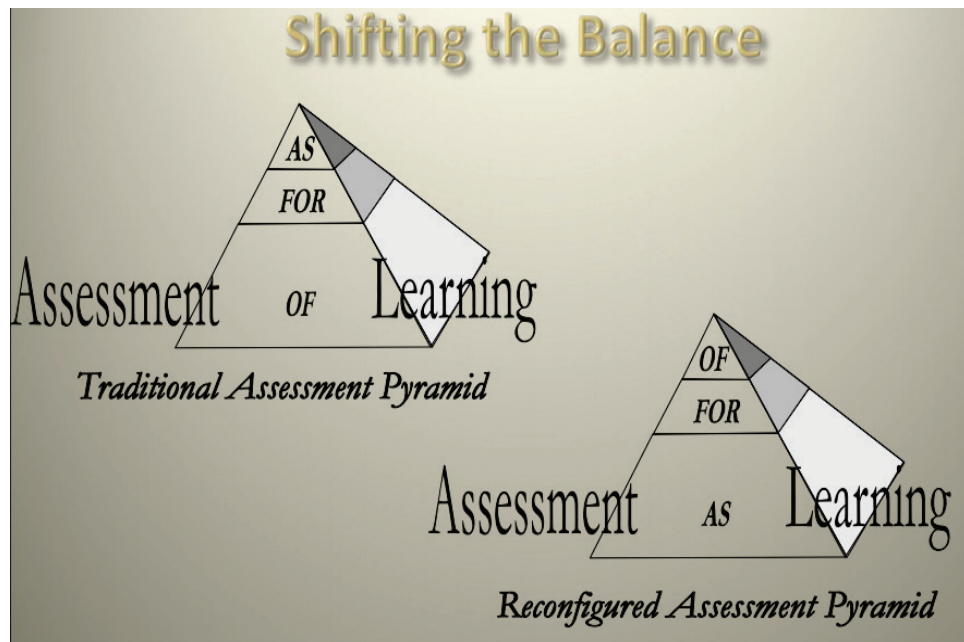 Shifting the Balance
AS
FOR
Assessment OF Learning
Traditional Assessment Pyramid
OF
FOR
Assessment AS Learning
Reconfigured Assessment Pyramid